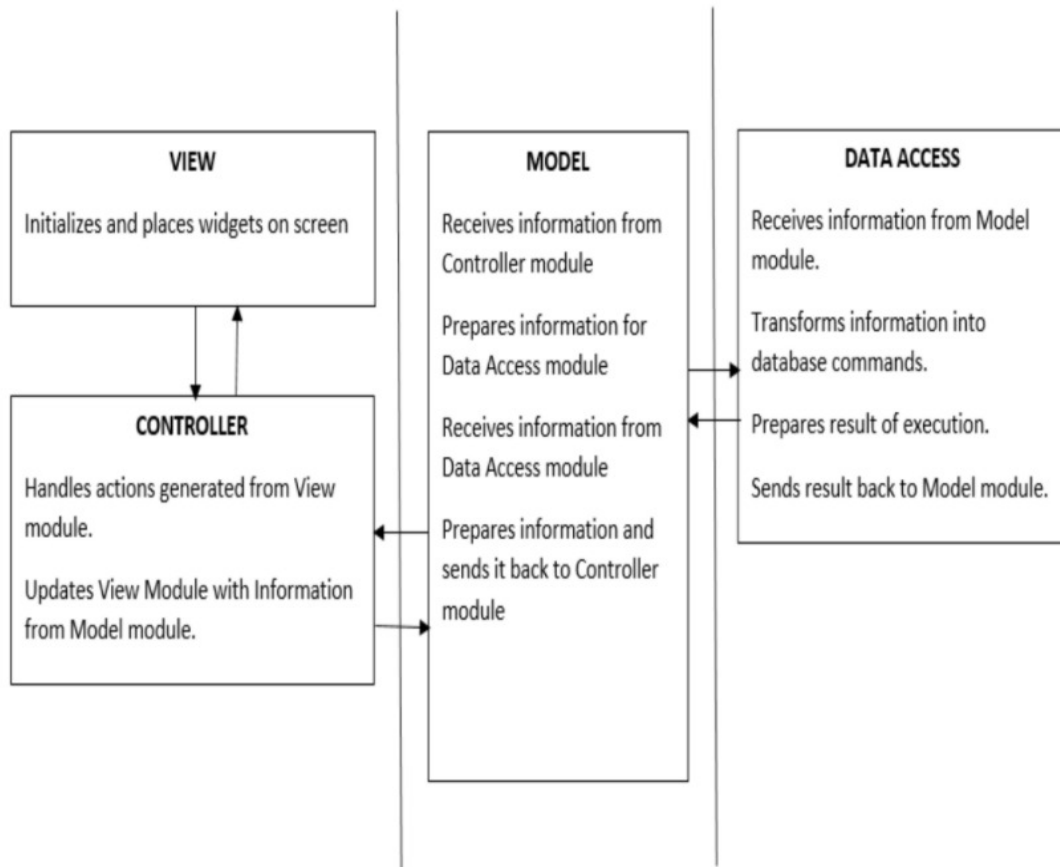 VIEW
Initializes and places widgets on screen
CONTROLLER
Handles actions generated from View
module.
Updates View Module with Information
from Model module.
MODEL
Receives information from
Controller module
Prepares information for
Data Access module
Receives information from
Data Access module
Prepares information and
sends it back to Controller
module
DATA ACCESS
Receives information from Model
module.
Transforms information into
database commands.
Prepares result of execution.
Sends result back to Model module.